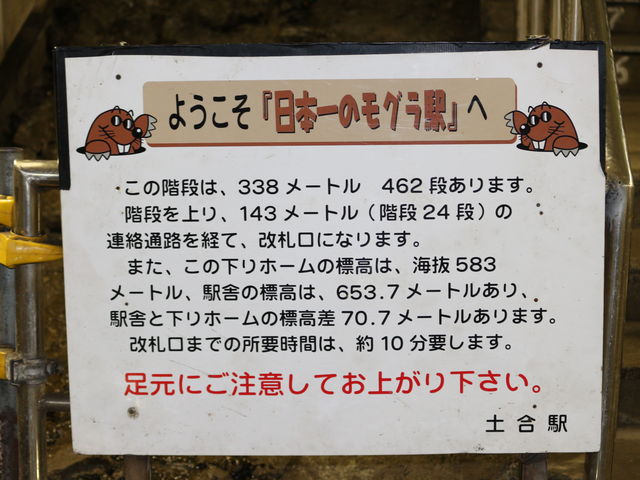 ようこそ『日本一のモグラ駅』へ
この階段は、338メートル 462段あります。
階段を上り、143メートル(階段24段)の
連絡通路を経て、改札口になります。
また、この下りホームの標高は、海抜583
メートル、駅舎の標高は、653.7メートルあり、
駅舎と下りホームの標高差70.7メートルあります。
改札口までの所要時間は、約10分要します。
足元にご注意してお上がり下さい。
土合駅